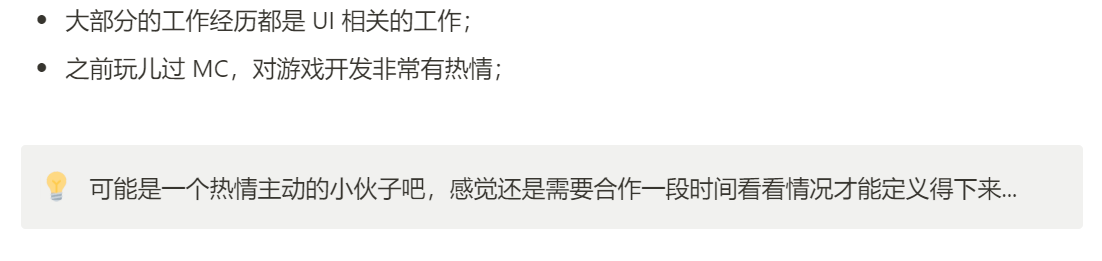 大部分的工作经历都是 UI 相关的工作；
之前玩儿过 MC，对游戏开发非常有热情；
可能是一个热情主动的小伙子吧，感觉还是需要合作一段时间看看情况才能定义得下来...